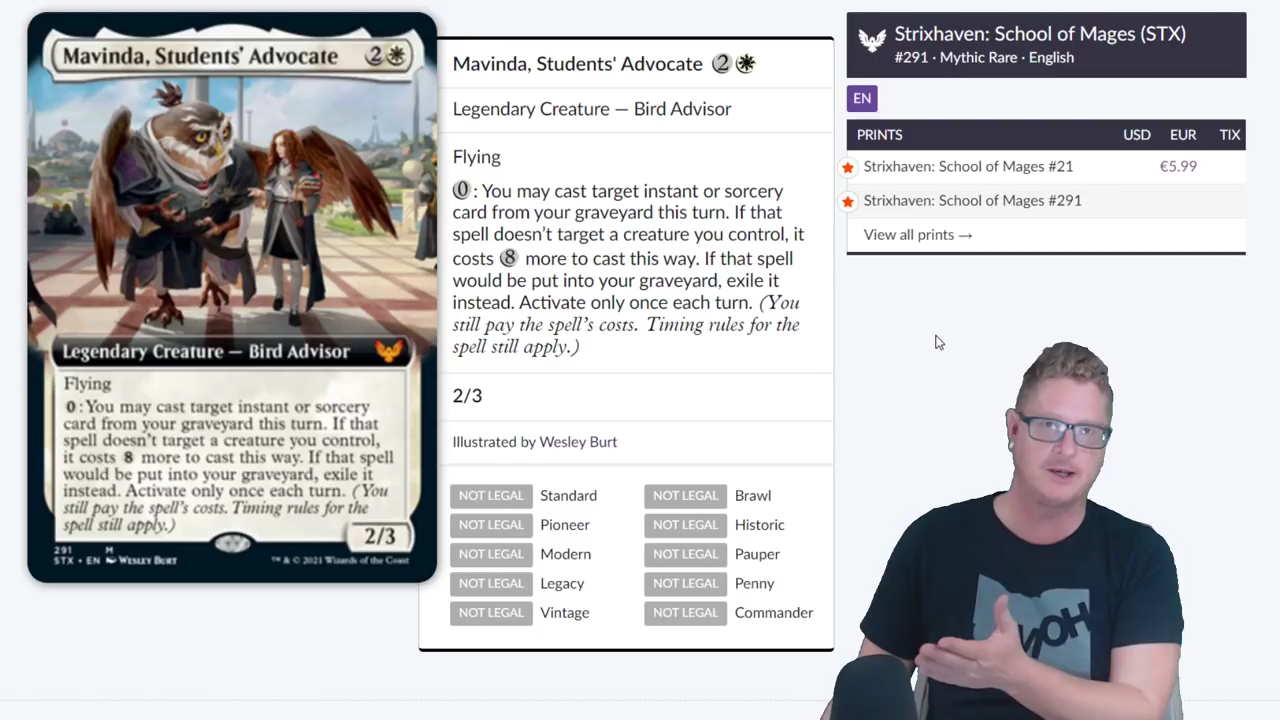 Mavinda, Students' Advocate 2
Legendary Creature — Bird Advisor
Flying
0:You may cast target instant or sorcery
card from your graveyard this turn. If that
spell doesn't target a creature you control,
it costs 8 more to cast this way. If that spell
would be put into your graveyard, exile it
instead. Activate only once each turn. (You
still pay the spell's costs. Timing rules for the
spell still apply.)
2/3
291 M
STX • EN Wesley Burt
™ & © 2021 Wizards of the Coast
Mavinda, Students' Advocate 2
Legendary Creature — Bird Advisor
Flying
0: You may cast target instant or sorcery
card from your graveyard this turn. If that
spell doesn't target a creature you control, it
costs 8 more to cast this way. If that spell
would be put into your graveyard, exile it
instead. Activate only once each turn. (You
still pay the spell's costs. Timing rules for the
spell still apply.)
2/3
Illustrated by Wesley Burt
NOT LEGAL Standard NOT LEGAL Brawl
NOT LEGAL Pioneer NOT LEGAL Historic
NOT LEGAL Modern NOT LEGAL Pauper
NOT LEGAL Legacy NOT LEGAL Penny
NOT LEGAL Vintage NOT LEGAL Commander
Strixhaven: School of Mages (STX)
#291 · Mythic Rare · English
EN
PRINTS USD EUR TIX
Strixhaven: School of Mages #21 €5.99
Strixhaven: School of Mages #291
View all prints →